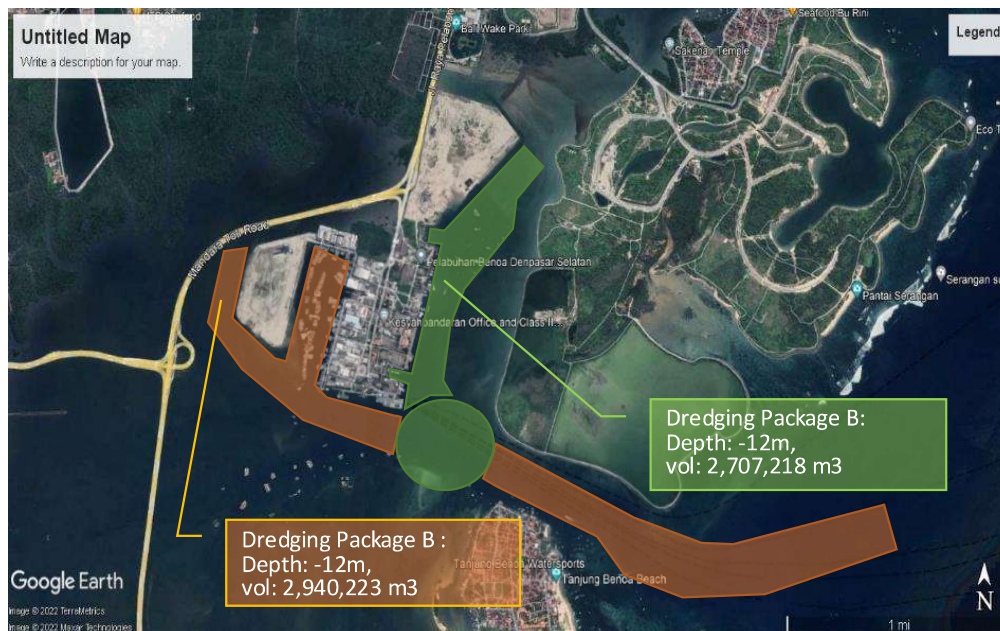 Untitled Map
Write a description for your map.
Legend
Bali Wake Park
Seafood Bu Rini
Sakenan Temple
Mandara Toll Road
Pelabuhan Benoa Denpasar Selatan
Kesyahbandaran Office and Class II...
Pantai Serangan
Dredging Package B:
Depth: -12m,
vol: 2,707,218 m3
Dredging Package B :
Depth: -12m,
vol: 2,940,223 m3
Tanjung Benoa Watersports
Tanjung Benoa Beach
Google Earth
Image © 2022 TerraMetrics
Image © 2022 Maxar Technologies
N
1 mi